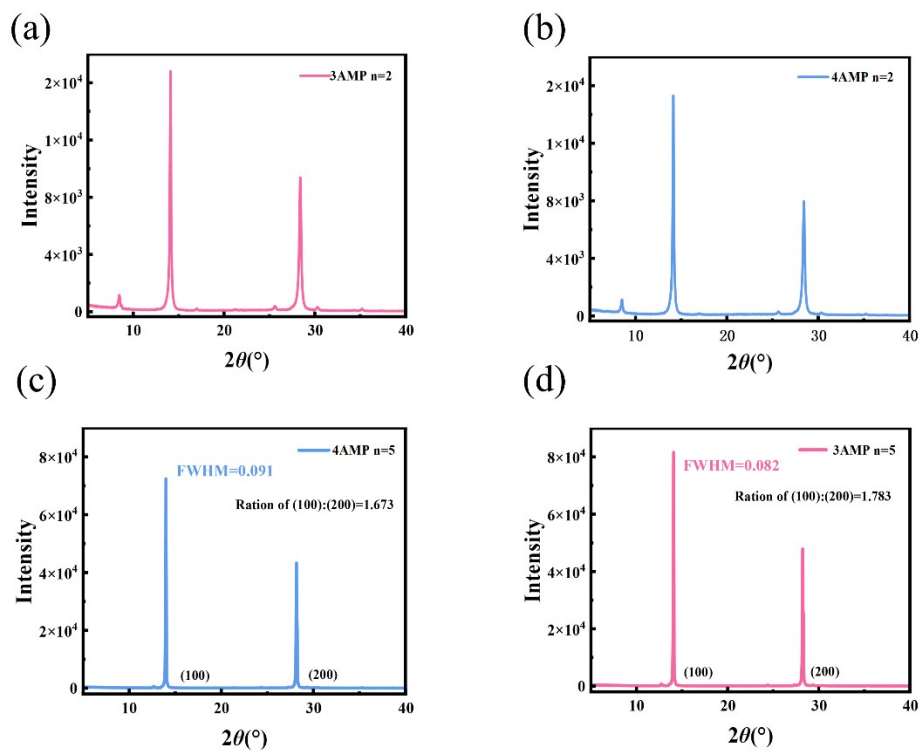 (a)
3AMP n=2
2×10⁴
1×10⁴
8×10³
4×10³
0
Intensity
10 20 30 40
2θ(°)
(b)
4AMP n=2
2×10⁴
1×10⁴
8×10³
4×10³
0
Intensity
10 20 30 40
2θ(°)
(c)
4AMP n=5
FWHM=0.091
Ration of (100):(200)=1.673
8×10⁴
6×10⁴
4×10⁴
2×10⁴
0
Intensity
(100) (200)
10 20 30 40
2θ(°)
(d)
3AMP n=5
FWHM=0.082
Ration of (100):(200)=1.783
8×10⁴
6×10⁴
4×10⁴
2×10⁴
0
Intensity
(100) (200)
10 20 30 40
2θ(°)